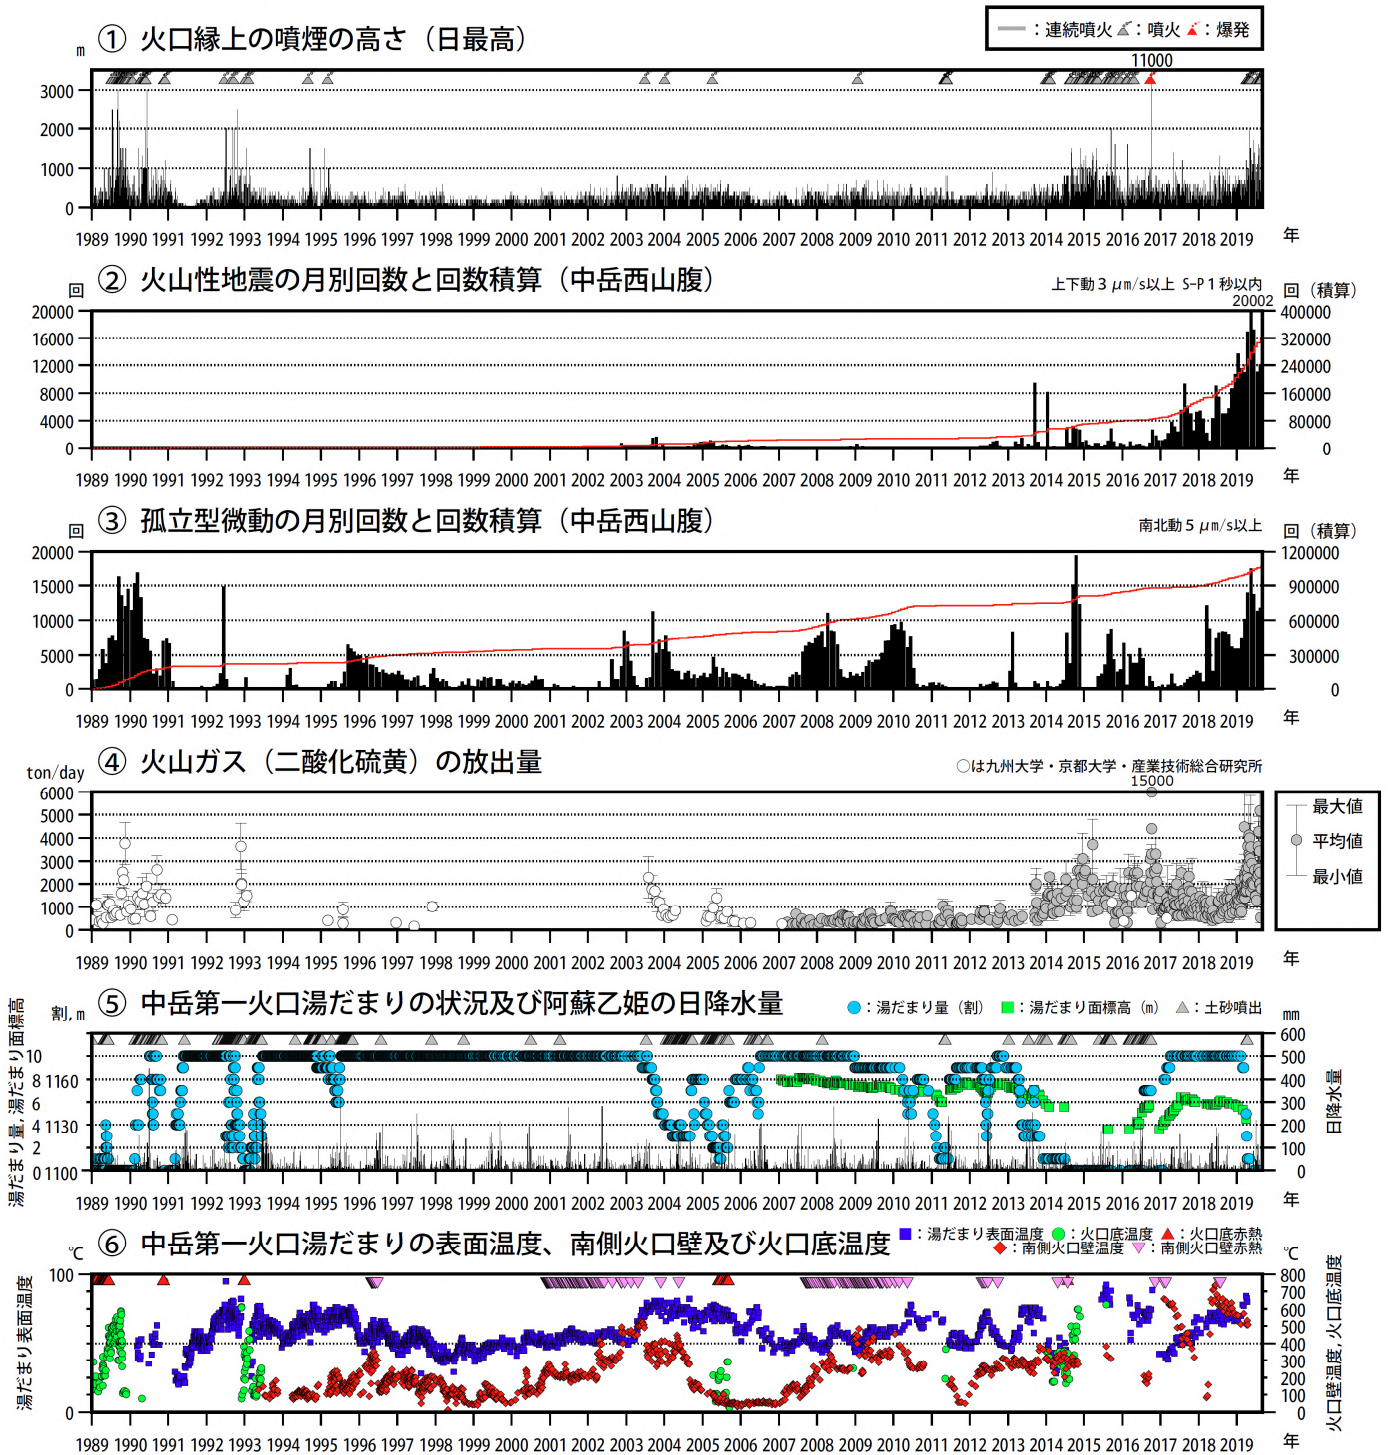 ① 火口縁上の噴煙の高さ（日最高）
：連続噴火 ：噴火 ：爆発
11000
m
3000
2000
1000
0
1989 1990 1991 1992 1993 1994 1995 1996 1997 1998 1999 2000 2001 2002 2003 2004 2005 2006 2007 2008 2009 2010 2011 2012 2013 2014 2015 2016 2017 2018 2019 年
② 火山性地震の月別回数と回数積算（中岳西山腹）
上下動3μm/s以上 S-P1秒以内
回 回（積算）
20002
20000 400000
16000 320000
12000 240000
8000 160000
4000 80000
0 0
1989 1990 1991 1992 1993 1994 1995 1996 1997 1998 1999 2000 2001 2002 2003 2004 2005 2006 2007 2008 2009 2010 2011 2012 2013 2014 2015 2016 2017 2018 2019 年
③ 孤立型微動の月別回数と回数積算（中岳西山腹）
南北動5μm/s以上
回 回（積算）
20000 1200000
15000 900000
10000 600000
5000 300000
0 0
1989 1990 1991 1992 1993 1994 1995 1996 1997 1998 1999 2000 2001 2002 2003 2004 2005 2006 2007 2008 2009 2010 2011 2012 2013 2014 2015 2016 2017 2018 2019 年
④ 火山ガス（二酸化硫黄）の放出量
○は九州大学・京都大学・産業技術総合研究所
ton/day
15000
6000
5000
4000
3000
2000
1000
0
最大値
平均値
最小値
1989 1990 1991 1992 1993 1994 1995 1996 1997 1998 1999 2000 2001 2002 2003 2004 2005 2006 2007 2008 2009 2010 2011 2012 2013 2014 2015 2016 2017 2018 2019 年
⑤ 中岳第一火口湯だまりの状況及び阿蘇乙姫の日降水量
：湯だまり量（割） ：湯だまり面標高（m） ：土砂噴出
割,m mm
湯だまり量,湯だまり面標高
日降水量
600
10 500
8 1160 400
6 300
4 1130 200
2 100
0 1100 0
1989 1990 1991 1992 1993 1994 1995 1996 1997 1998 1999 2000 2001 2002 2003 2004 2005 2006 2007 2008 2009 2010 2011 2012 2013 2014 2015 2016 2017 2018 2019 年
⑥ 中岳第一火口湯だまりの表面温度、南側火口壁及び火口底温度
：湯だまり表面温度 ：火口底温度 ：火口底赤熱
：南側火口壁温度 ：南側火口壁赤熱
℃ ℃
湯だまり表面温度
火口壁温度,火口底温度
100 800
700
600
500
400
300
200
100
0 0
1989 1990 1991 1992 1993 1994 1995 1996 1997 1998 1999 2000 2001 2002 2003 2004 2005 2006 2007 2008 2009 2010 2011 2012 2013 2014 2015 2016 2017 2018 2019 年